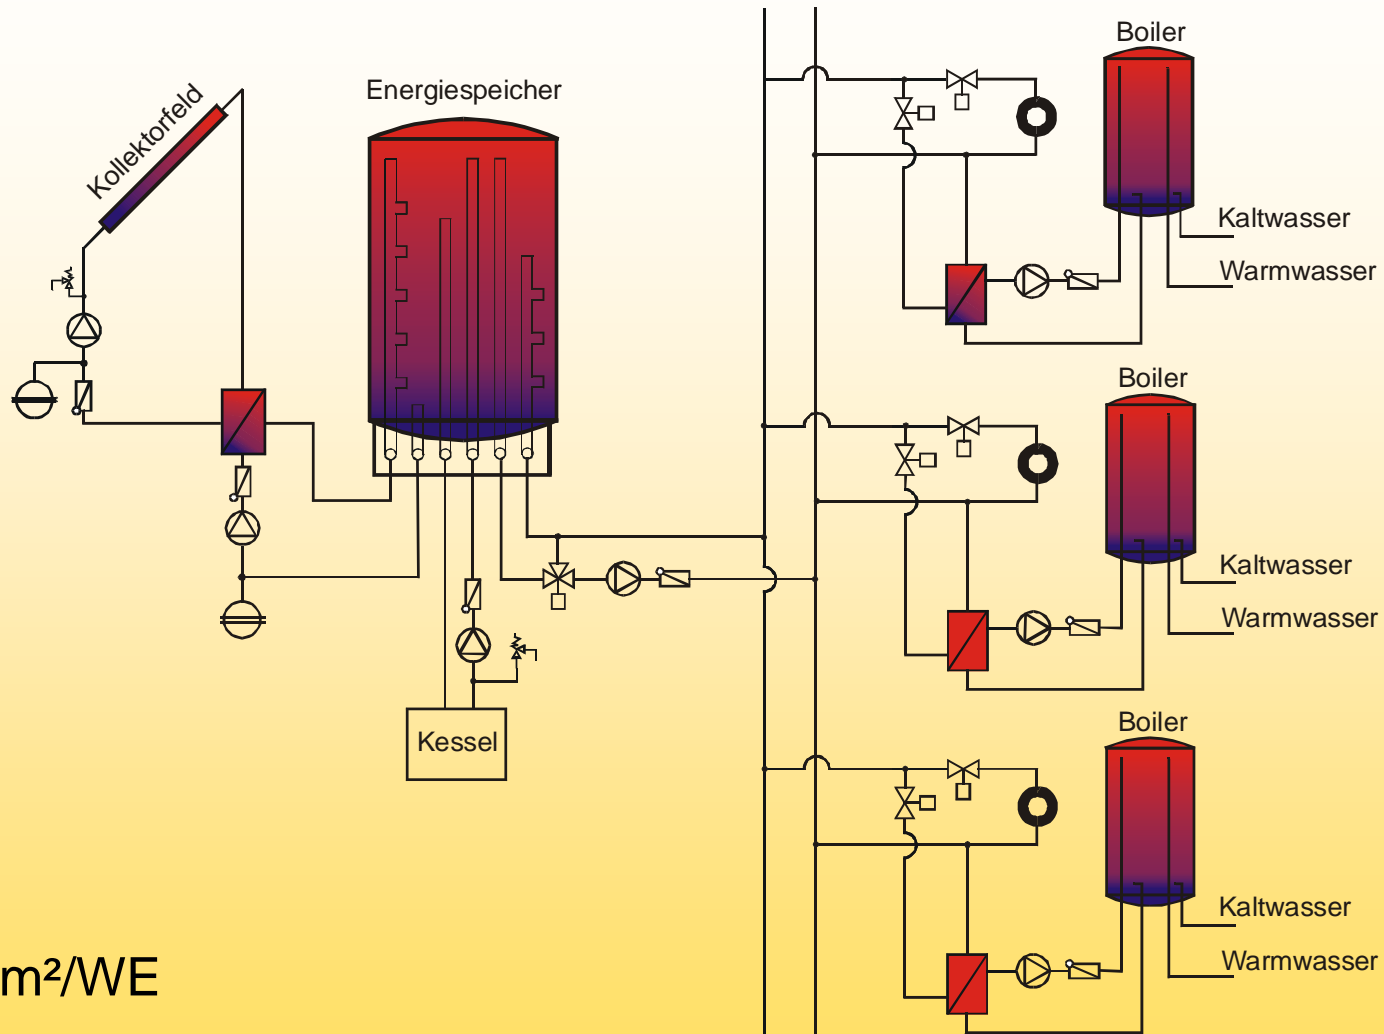 Boiler
Energiespeicher
Kollektorfeld
Kaltwasser
Warmwasser
Boiler
Kaltwasser
Warmwasser
Kessel
Boiler
Kaltwasser
Warmwasser
m²/WE